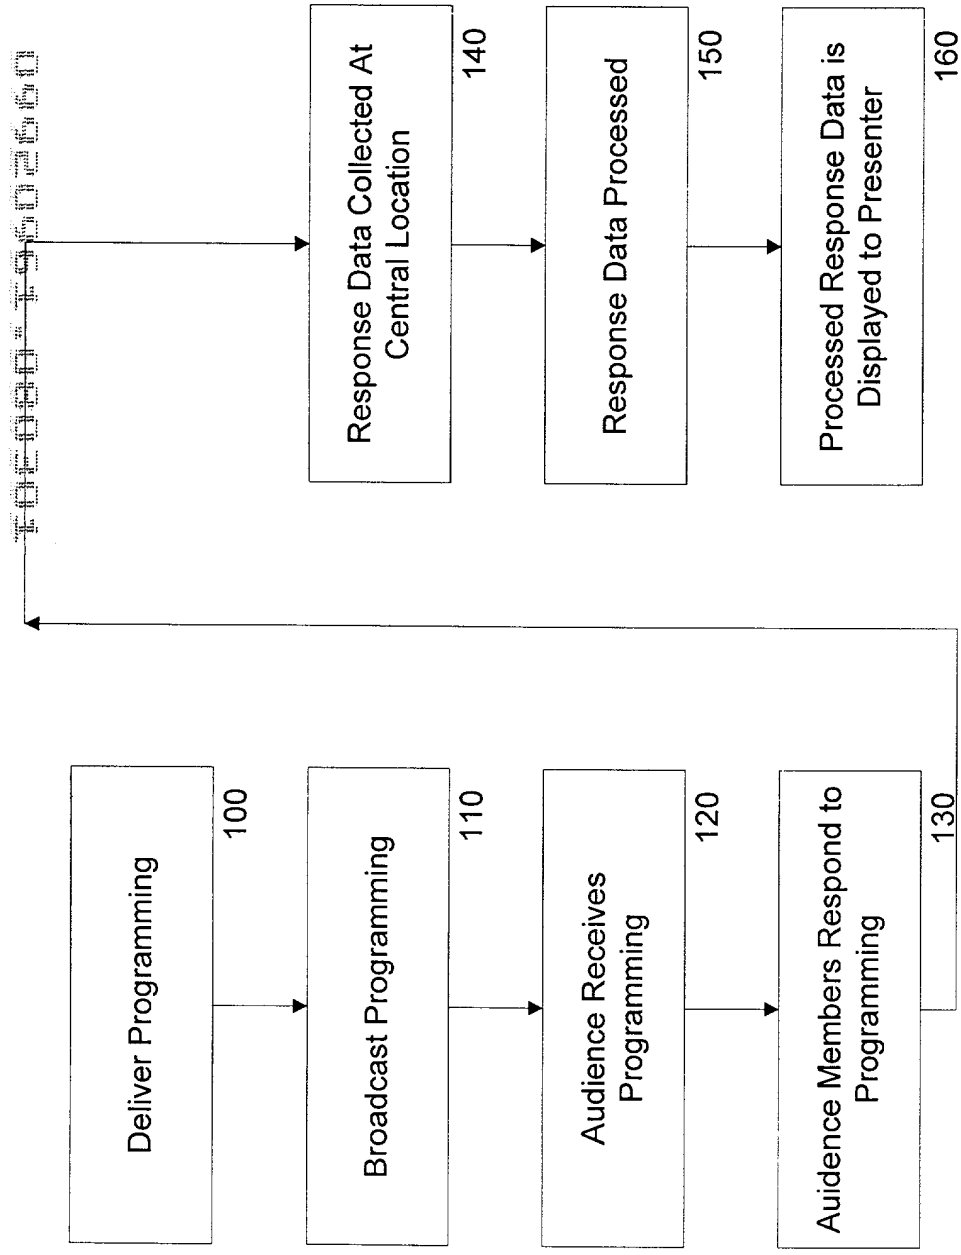 Deliver Programming
100
Broadcast Programming
110
Audience Receives
Programming
120
Auidence Members Respond to
Programming
130
Response Data Collected At
Central Location
140
Response Data Processed
150
Processed Response Data is
Displayed to Presenter
160